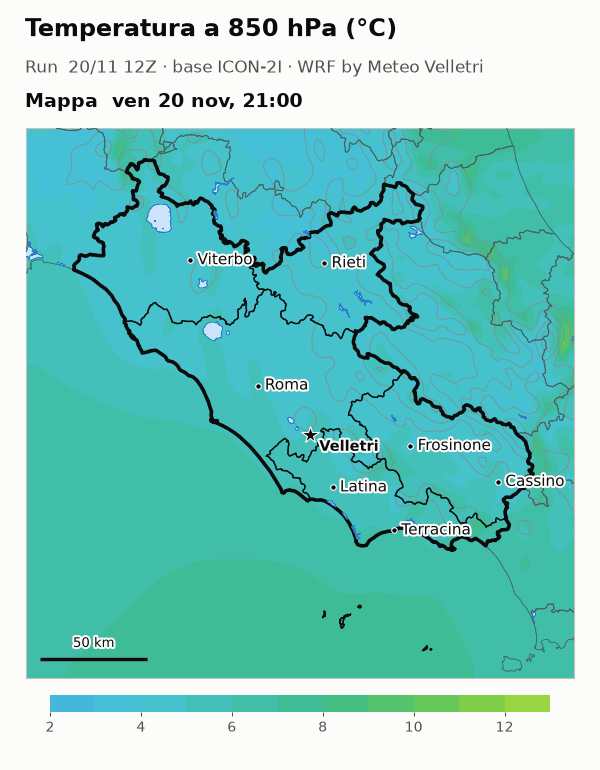 Temperatura a 850 hPa (°C)
Run  20/11 12Z · base ICON-2I · WRF by Meteo Velletri
Mappa  ven 20 nov, 21:00
Viterbo
Rieti
Roma
Velletri
Frosinone
Latina
Cassino
Terracina
50 km
2 4 6 8 10 12